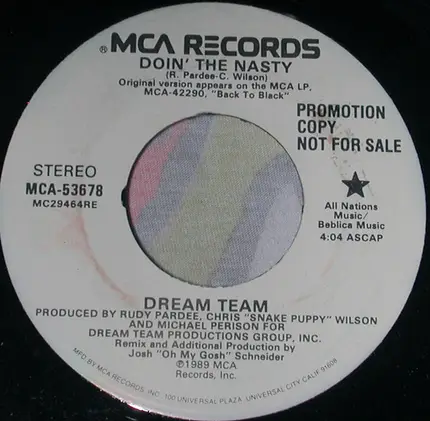 ® MCA RECORDS
DOIN' THE NASTY
(R. Pardee-C. Wilson)
Original version appears on the MCA LP,
MCA-42290, "Back To Black"
PROMOTION
COPY
NOT FOR SALE
STEREO
MCA-53678
MC29464RE
All Nations
Music/
Beblica Music
4:04 ASCAP
DREAM TEAM
PRODUCED BY RUDY PARDEE, CHRIS "SNAKE PUPPY" WILSON
AND MICHAEL PERISON FOR
DREAM TEAM PRODUCTIONS GROUP, INC.
Remix and Additional Production by
Josh "Oh My Gosh" Schneider
℗1989 MCA
Records, Inc.
MFD BY MCA RECORDS, INC. 100 UNIVERSAL PLAZA, UNIVERSAL CITY, CALIF. 91608